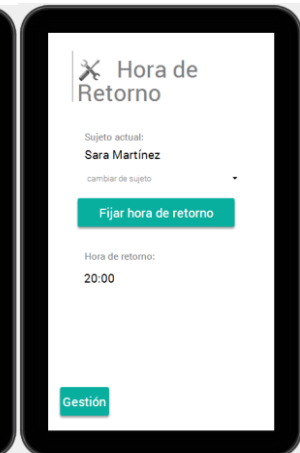 Hora de
Retorno
Sujeto actual:
Sara Martínez
cambiar de sujeto
Fijar hora de retorno
Hora de retorno:
20:00
Gestión